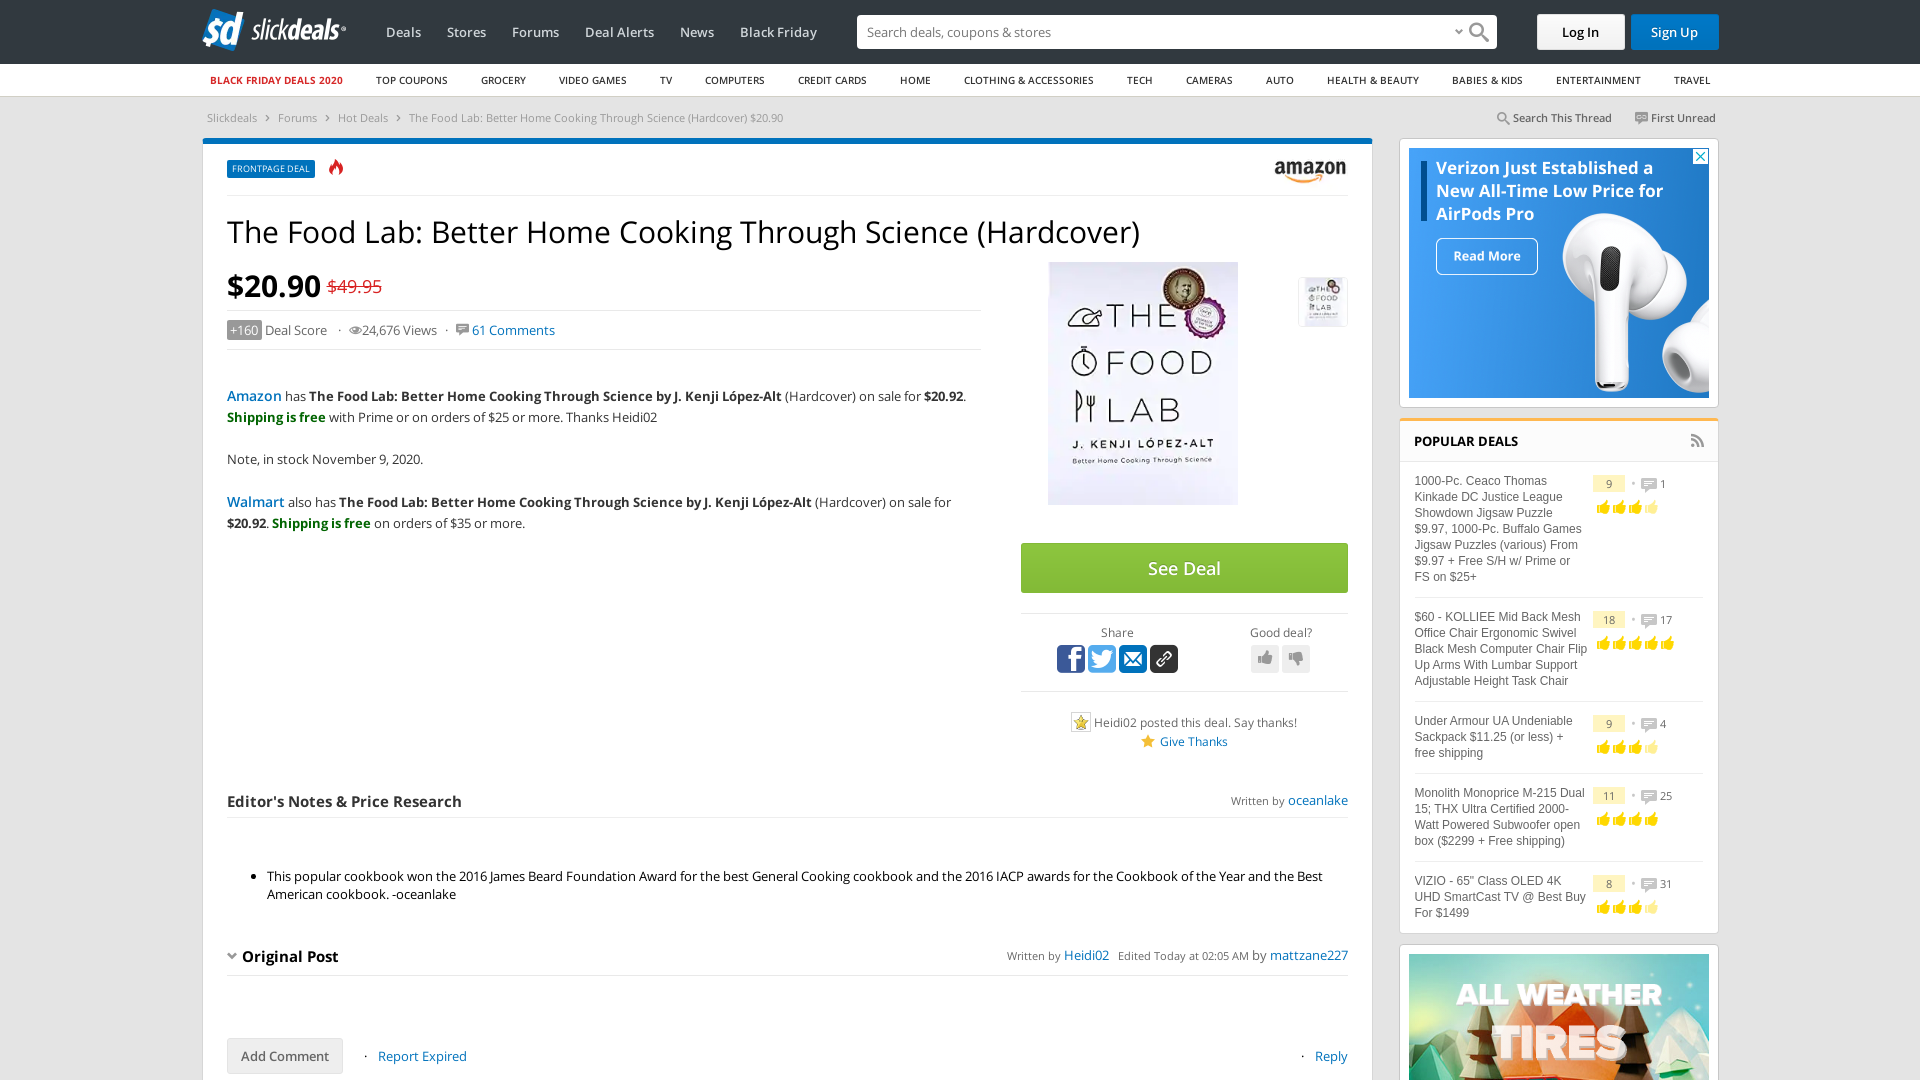 slickdeals
Deals
Stores
Forums
Deal Alerts
News
Black Friday
Search deals, coupons & stores
Log In
Sign Up
BLACK FRIDAY DEALS 2020
TOP COUPONS
GROCERY
VIDEO GAMES
TV
COMPUTERS
CREDIT CARDS
HOME
CLOTHING & ACCESSORIES
TECH
CAMERAS
AUTO
HEALTH & BEAUTY
BABIES & KIDS
ENTERTAINMENT
TRAVEL
Slickdeals › Forums › Hot Deals › The Food Lab: Better Home Cooking Through Science (Hardcover) $20.90
Search This Thread
First Unread
FRONTPAGE DEAL
amazon
The Food Lab: Better Home Cooking Through Science (Hardcover)
$20.90 $49.95
+160 Deal Score · 24,676 Views · 61 Comments
Amazon has The Food Lab: Better Home Cooking Through Science by J. Kenji López-Alt (Hardcover) on sale for $20.92.
Shipping is free with Prime or on orders of $25 or more. Thanks Heidi02
Note, in stock November 9, 2020.
Walmart also has The Food Lab: Better Home Cooking Through Science by J. Kenji López-Alt (Hardcover) on sale for
$20.92. Shipping is free on orders of $35 or more.
THE
FOOD
LAB
J. KENJI LÓPEZ-ALT
Better Home Cooking Through Science
THE
FOOD
LAB
See Deal
Share
Good deal?
Heidi02 posted this deal. Say thanks!
Give Thanks
Editor's Notes & Price Research
Written by oceanlake
• This popular cookbook won the 2016 James Beard Foundation Award for the best General Cooking cookbook and the 2016 IACP awards for the Cookbook of the Year and the Best
American cookbook. -oceanlake
Original Post
Written by Heidi02 Edited Today at 02:05 AM by mattzane227
Add Comment
· Report Expired
· Reply
Verizon Just Established a
New All-Time Low Price for
AirPods Pro
Read More
POPULAR DEALS
1000-Pc. Ceaco Thomas
Kinkade DC Justice League
Showdown Jigsaw Puzzle
$9.97, 1000-Pc. Buffalo Games
Jigsaw Puzzles (various) From
$9.97 + Free S/H w/ Prime or
FS on $25+
9 • 1
$60 - KOLLIEE Mid Back Mesh
Office Chair Ergonomic Swivel
Black Mesh Computer Chair Flip
Up Arms With Lumbar Support
Adjustable Height Task Chair
18 • 17
Under Armour UA Undeniable
Sackpack $11.25 (or less) +
free shipping
9 • 4
Monolith Monoprice M-215 Dual
15; THX Ultra Certified 2000-
Watt Powered Subwoofer open
box ($2299 + Free shipping)
11 • 25
VIZIO - 65" Class OLED 4K
UHD SmartCast TV @ Best Buy
For $1499
8 • 31
ALL WEATHER
TIRES